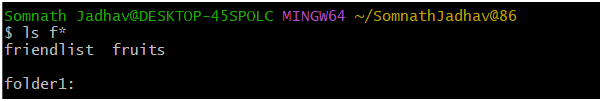 Somnath Jadhav@DESKTOP-45SPOLC MINGW64 ~/SomnathJadhav@86
$ ls f*
friendlist  fruits
folder1: